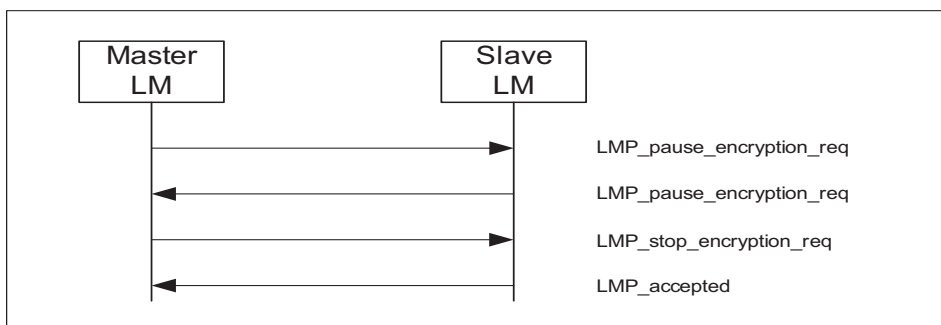 Master
LM
Slave
LM
LMP_pause_encryption_req
LMP_pause_encryption_req
LMP_stop_encryption_req
LMP_accepted